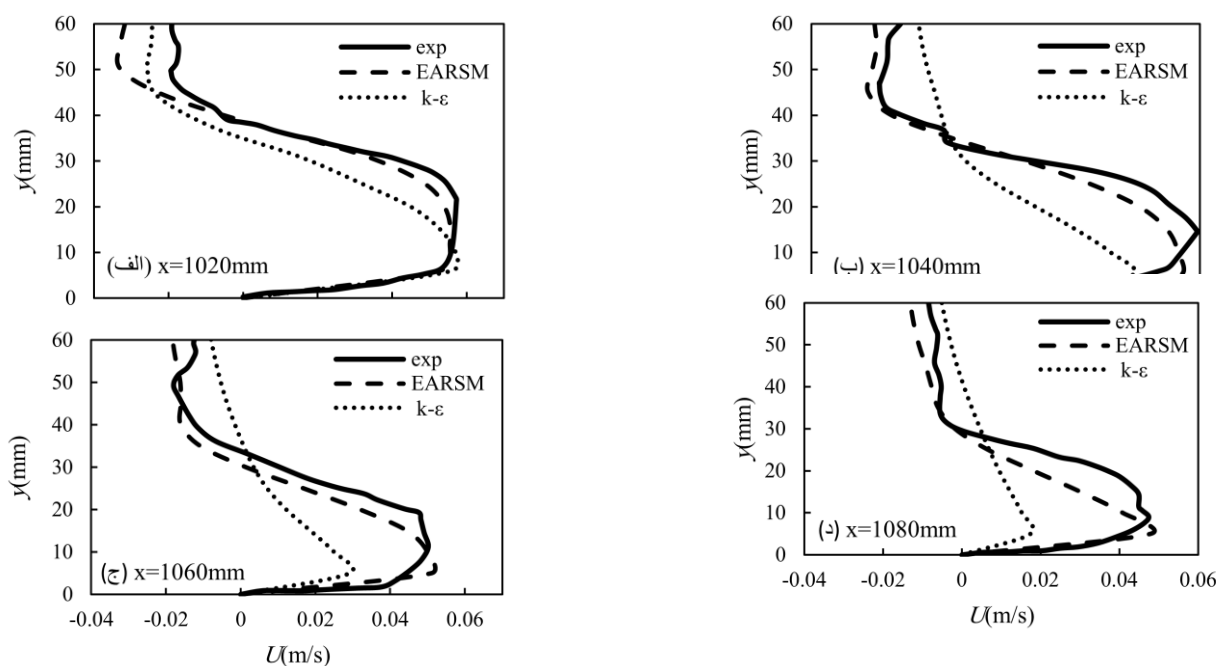 60
50
40
30
20
10
0
y(mm)
exp
EARSM
k-ε
(الف) x=1020mm
60
50
40
30
20
10
y(mm)
exp
EARSM
k-ε
(ب) x=1040mm
60
50
40
30
20
10
0
y(mm)
exp
EARSM
k-ε
(ج) x=1060mm
-0.04 -0.02 0 0.02 0.04 0.06
U(m/s)
60
50
40
30
20
10
0
y(mm)
exp
EARSM
k-ε
(د) x=1080mm
-0.04 -0.02 0 0.02 0.04 0.06
U(m/s)